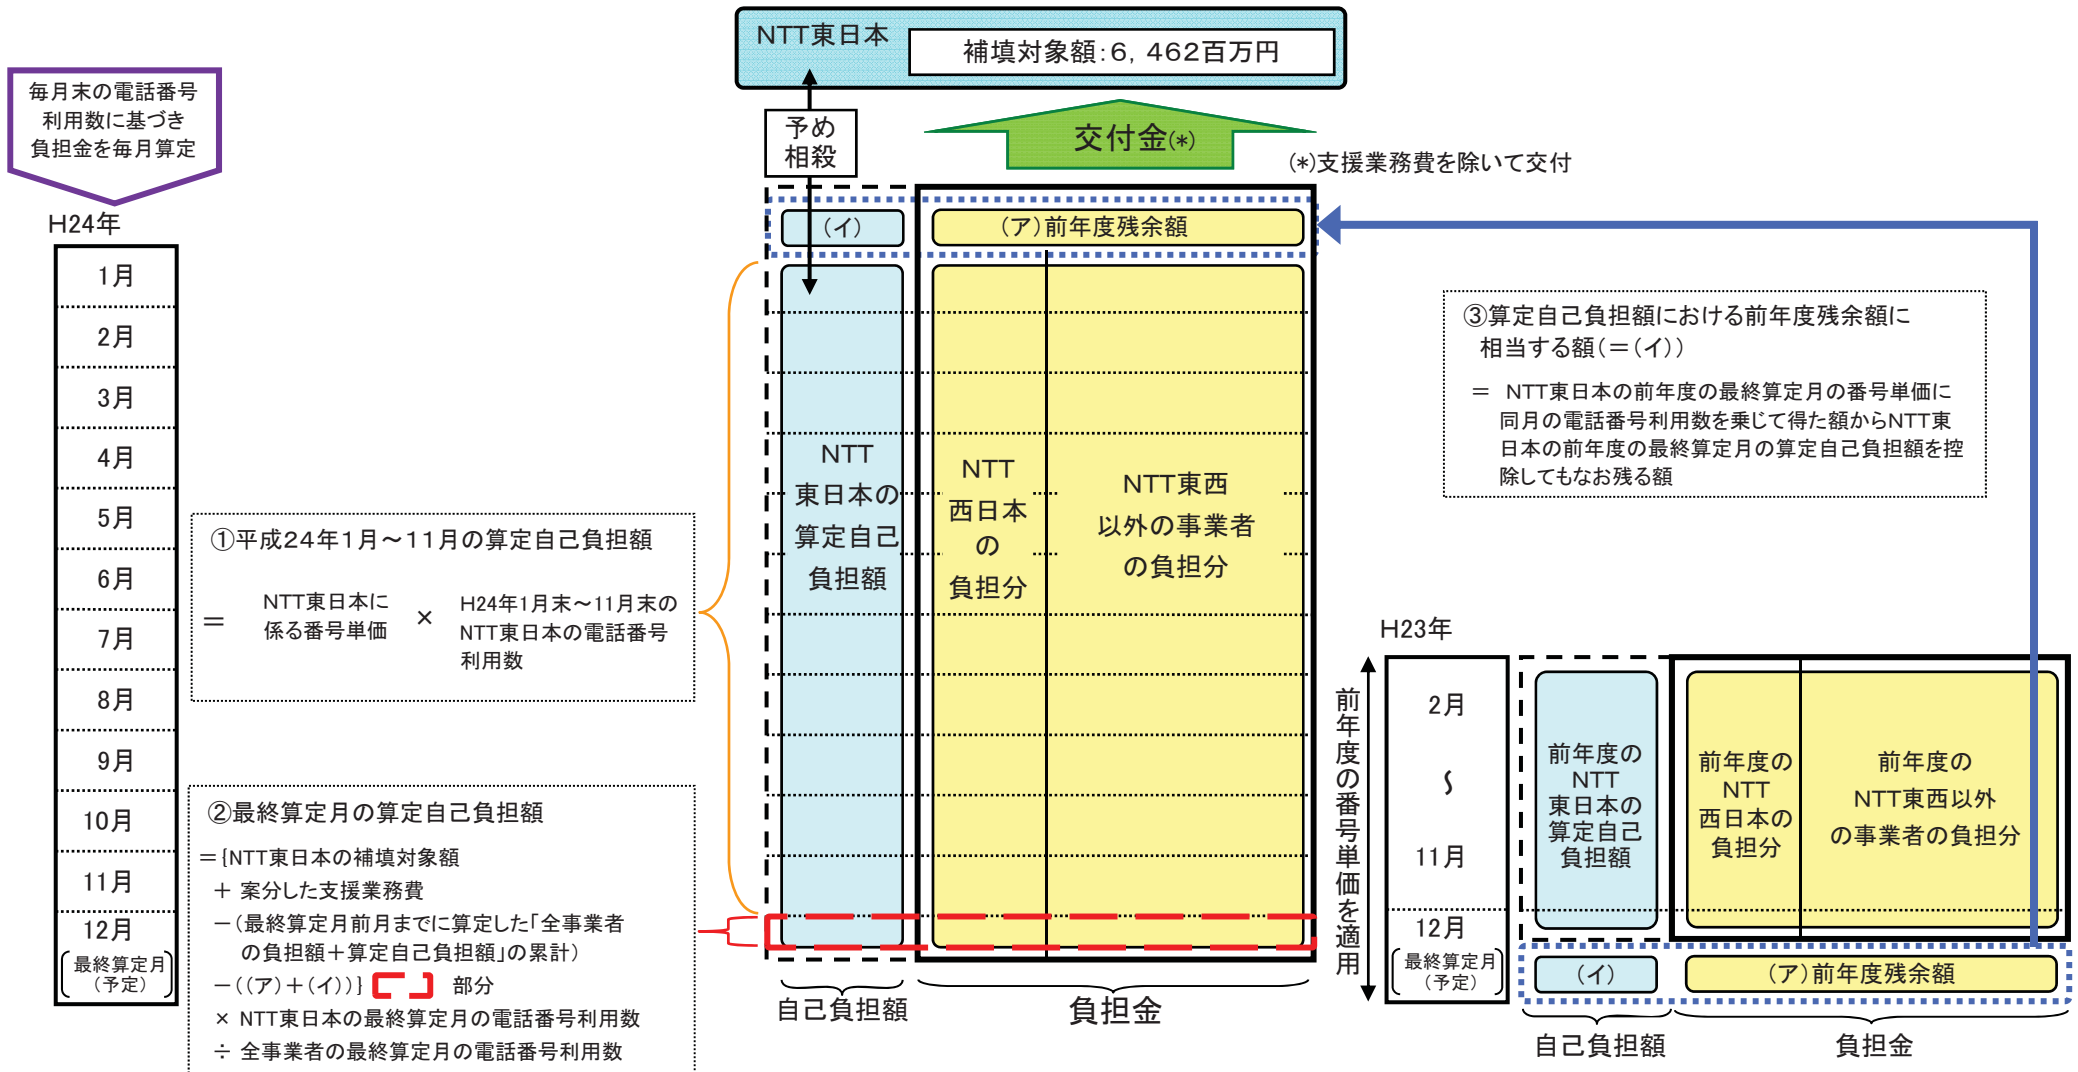 NTT東日本
補填対象額:6,462百万円
毎月末の電話番号
利用数に基づき
負担金を毎月算定
予め
相殺
交付金(*)
(*)支援業務費を除いて交付
H24年
1月
2月
3月
4月
5月
6月
7月
8月
9月
10月
11月
12月
最終算定月
(予定)
(イ)
(ア)前年度残余額
NTT
東日本の
算定自己
負担額
NTT
西日本
の
負担分
NTT東西
以外の事業者
の負担分
①平成24年1月~11月の算定自己負担額
=
NTT東日本に
係る番号単価
×
H24年1月末~11月末の
NTT東日本の電話番号
利用数
②最終算定月の算定自己負担額
={NTT東日本の補填対象額
+ 案分した支援業務費
-(最終算定月前月までに算定した「全事業者
の負担額+算定自己負担額」の累計)
-((ア)+(イ))} 部分
× NTT東日本の最終算定月の電話番号利用数
÷ 全事業者の最終算定月の電話番号利用数
自己負担額
負担金
③算定自己負担額における前年度残余額に
相当する額(=(イ))
= NTT東日本の前年度の最終算定月の番号単価に
同月の電話番号利用数を乗じて得た額からNTT東
日本の前年度の最終算定月の算定自己負担額を控
除してもなお残る額
H23年
前年度の番号単価を適用
2月
~
11月
12月
最終算定月
(予定)
前年度の
NTT
東日本の
算定自己
負担額
前年度の
NTT
西日本の
負担分
前年度の
NTT東西以外
の事業者の負担分
(イ)
(ア)前年度残余額
自己負担額
負担金